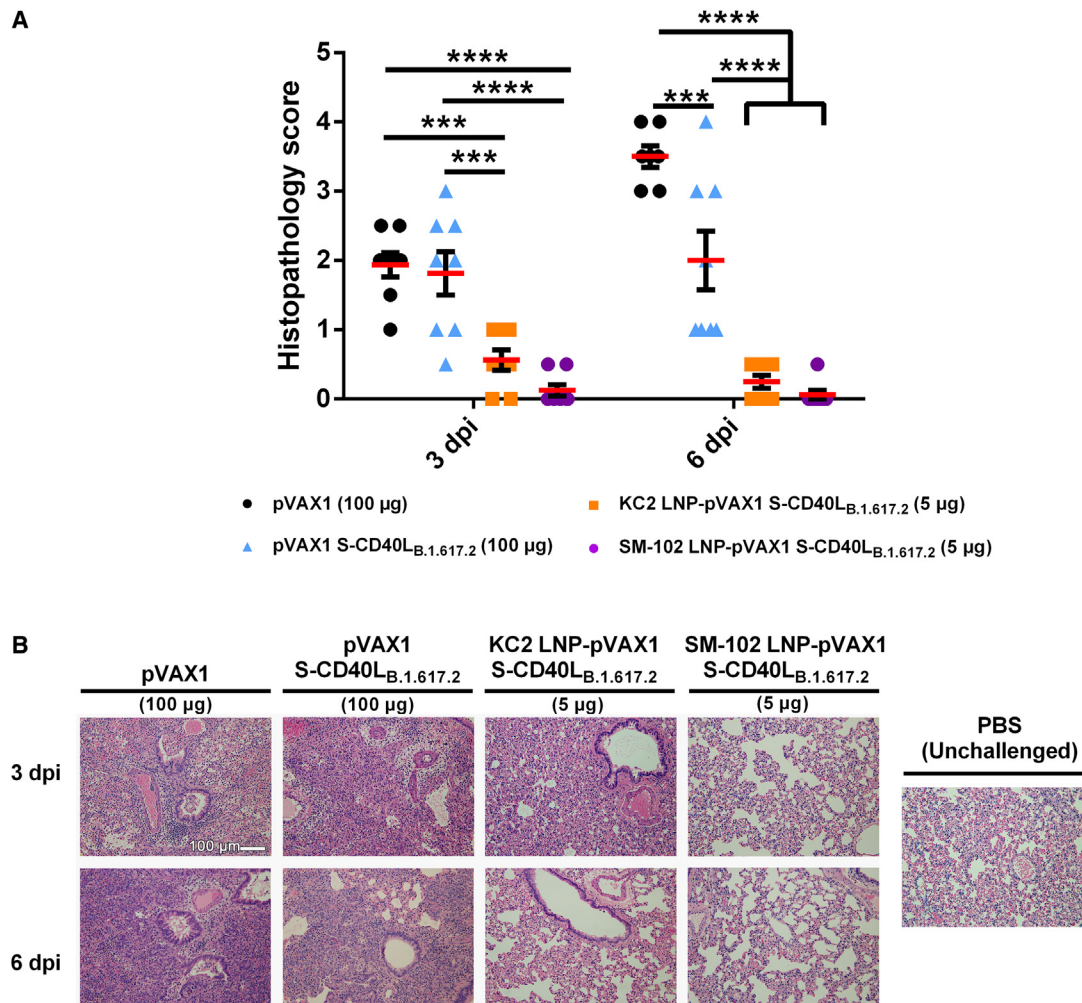 A
**** ****
**** ****
*** ***
***
Histopathology score
5
4
3
2
1
0
3 dpi 6 dpi
pVAX1 (100 µg) KC2 LNP-pVAX1 S-CD40LB.1.617.2 (5 µg)
pVAX1 S-CD40LB.1.617.2 (100 µg) SM-102 LNP-pVAX1 S-CD40LB.1.617.2 (5 µg)
B
pVAX1
(100 µg)
pVAX1
S-CD40LB.1.617.2
(100 µg)
KC2 LNP-pVAX1
S-CD40LB.1.617.2
(5 µg)
SM-102 LNP-pVAX1
S-CD40LB.1.617.2
(5 µg)
PBS
(Unchallenged)
3 dpi
100 µm
6 dpi